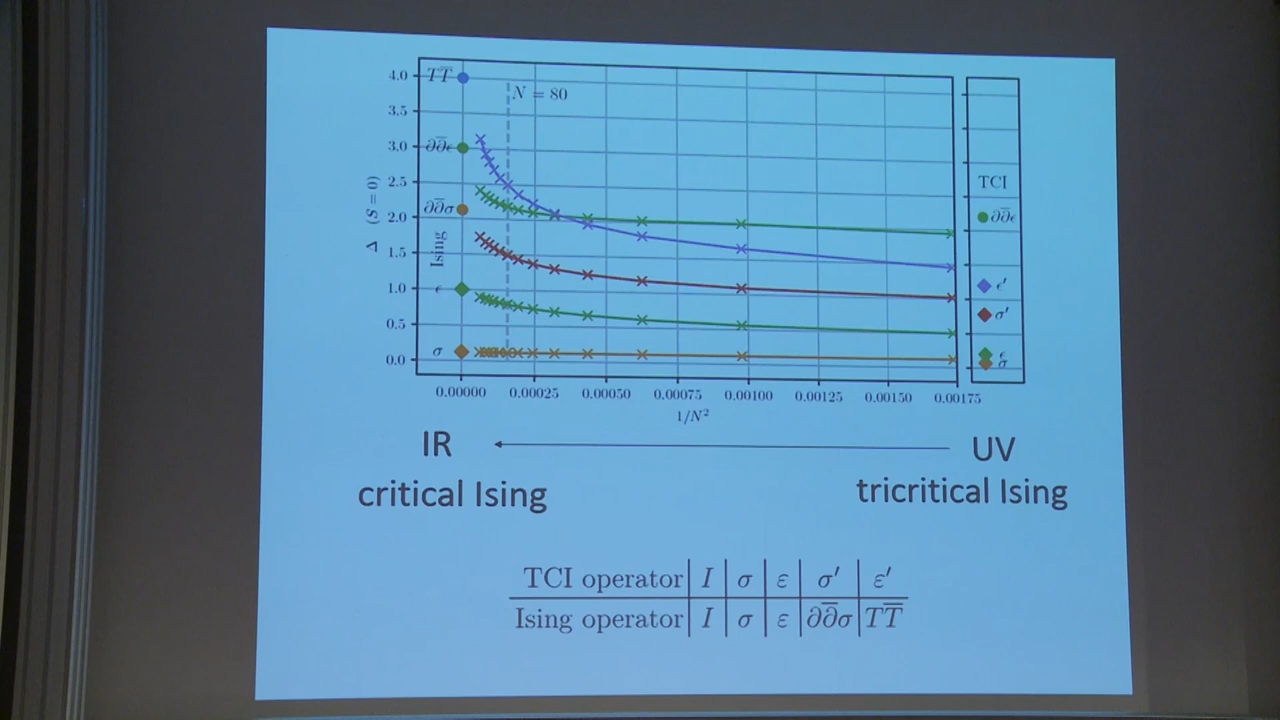 4.0 TT̅
N = 80
3.5
3.0 ∂∂̅ϵ
2.5
2.0 ∂∂̅σ
1.5
1.0 ϵ
0.5
0.0 σ
Δ (S = 0)
Ising
TCI
∂∂̅ϵ
ϵ′
σ′
ϵ
σ
0.00000 0.00025 0.00050 0.00075 0.00100 0.00125 0.00150 0.00175
1/N²
IR UV
critical Ising tricritical Ising
TCI operator I σ ε σ′ ε′
Ising operator I σ ε ∂∂̅σ TT̅